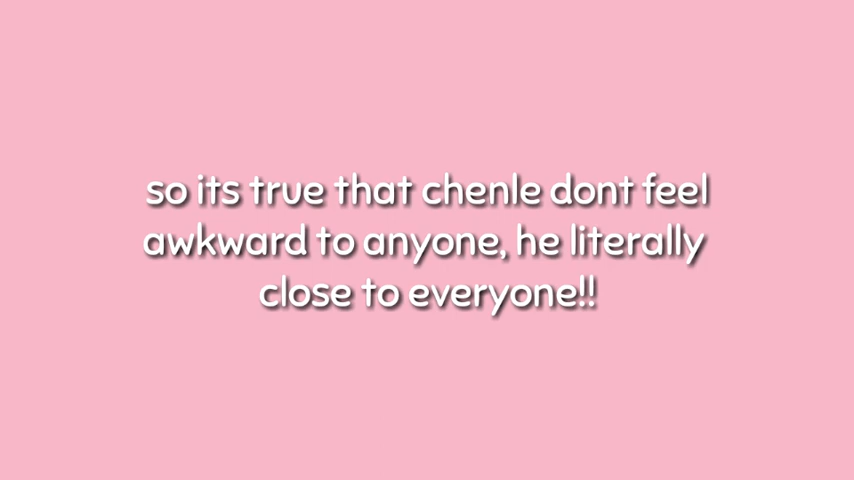 so its true that chenle dont feel
awkward to anyone, he literally
close to everyone!!